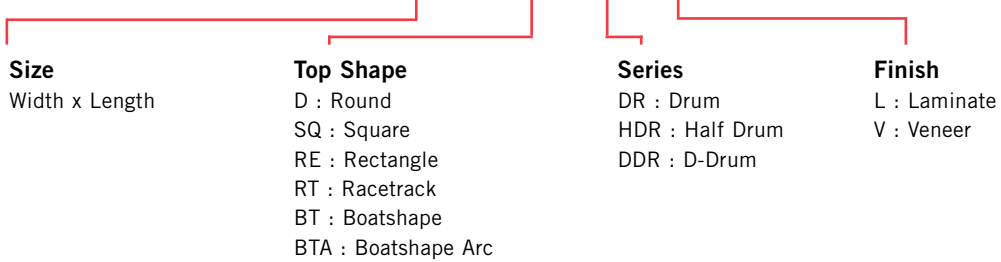 Size
Width x Length
Top Shape
D : Round
SQ : Square
RE : Rectangle
RT : Racetrack
BT : Boatshape
BTA : Boatshape Arc
Series
DR : Drum
HDR : Half Drum
DDR : D-Drum
Finish
L : Laminate
V : Veneer